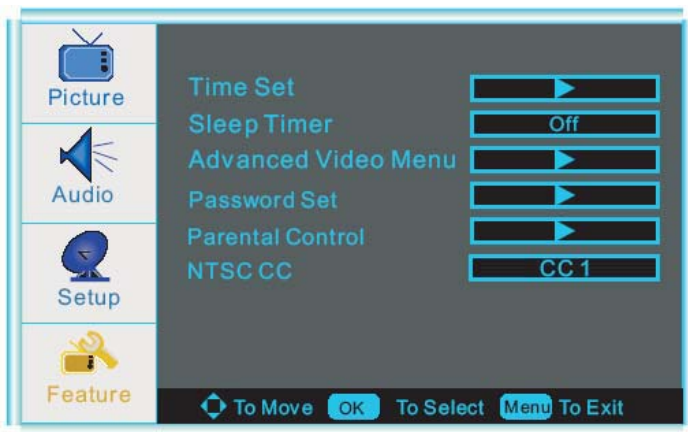 Picture
Audio
Setup
Feature
Time Set
Sleep Timer Off
Advanced Video Menu
Password Set
Parental Control
NTSC CC CC 1
To Move OK To Select Menu To Exit